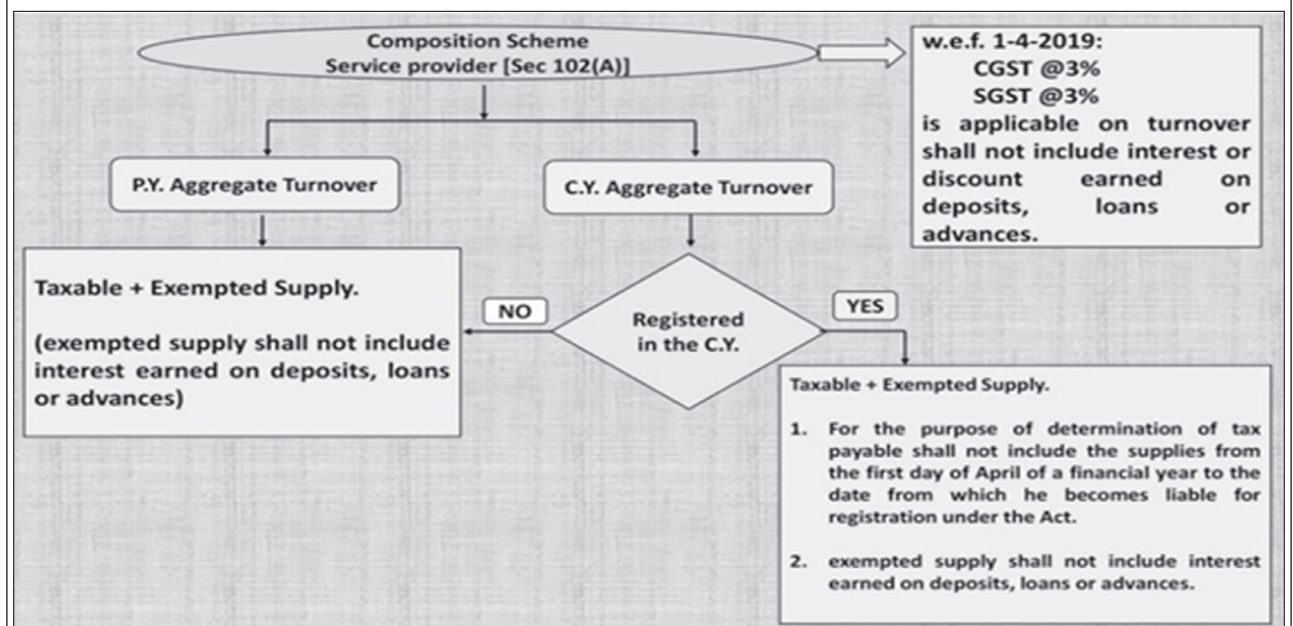 Composition Scheme
Service provider [Sec 102(A)]
w.e.f. 1-4-2019:
CGST @3%
SGST @3%
is applicable on turnover
shall not include interest or
discount earned on
deposits, loans or
advances.
P.Y. Aggregate Turnover
C.Y. Aggregate Turnover
Taxable + Exempted Supply.
(exempted supply shall not include
interest earned on deposits, loans
or advances)
NO
Registered
in the C.Y.
YES
Taxable + Exempted Supply.
1. For the purpose of determination of tax
payable shall not include the supplies from
the first day of April of a financial year to the
date from which he becomes liable for
registration under the Act.
2. exempted supply shall not include interest
earned on deposits, loans or advances.